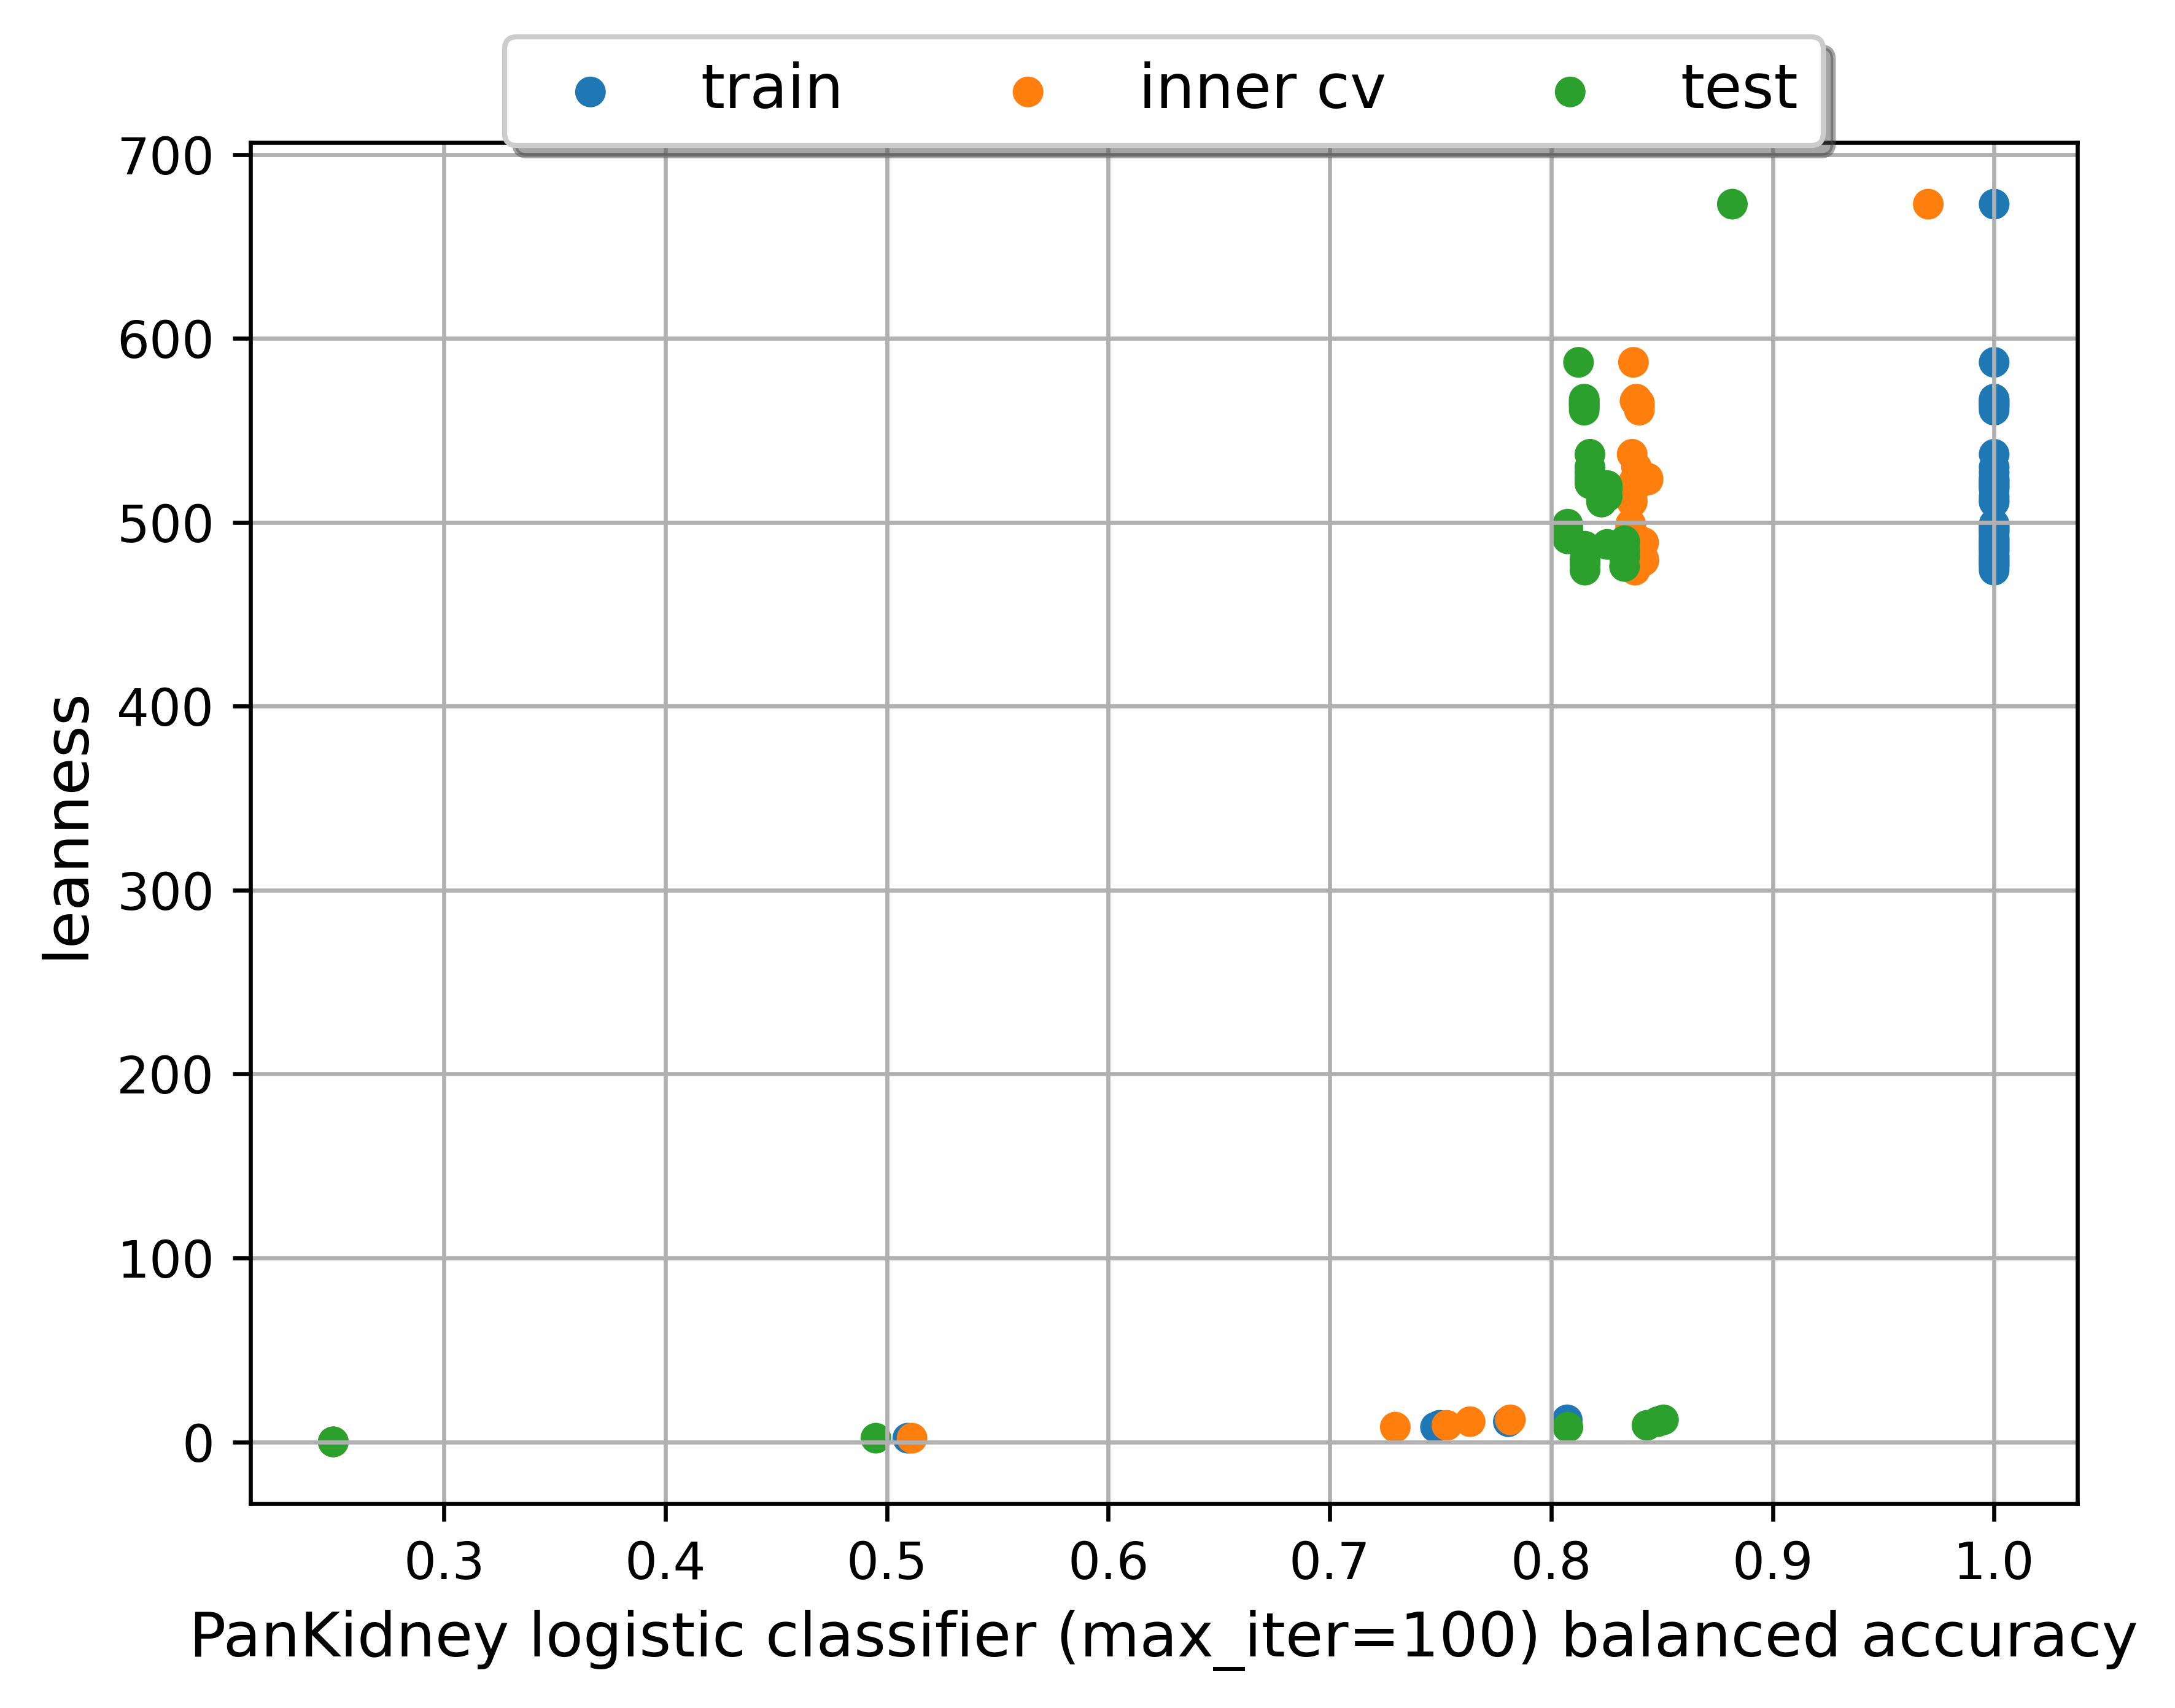 train inner cv test
700
600
500
400
300
200
100
0
leanness
0.3 0.4 0.5 0.6 0.7 0.8 0.9 1.0
PanKidney logistic classifier (max_iter=100) balanced accuracy